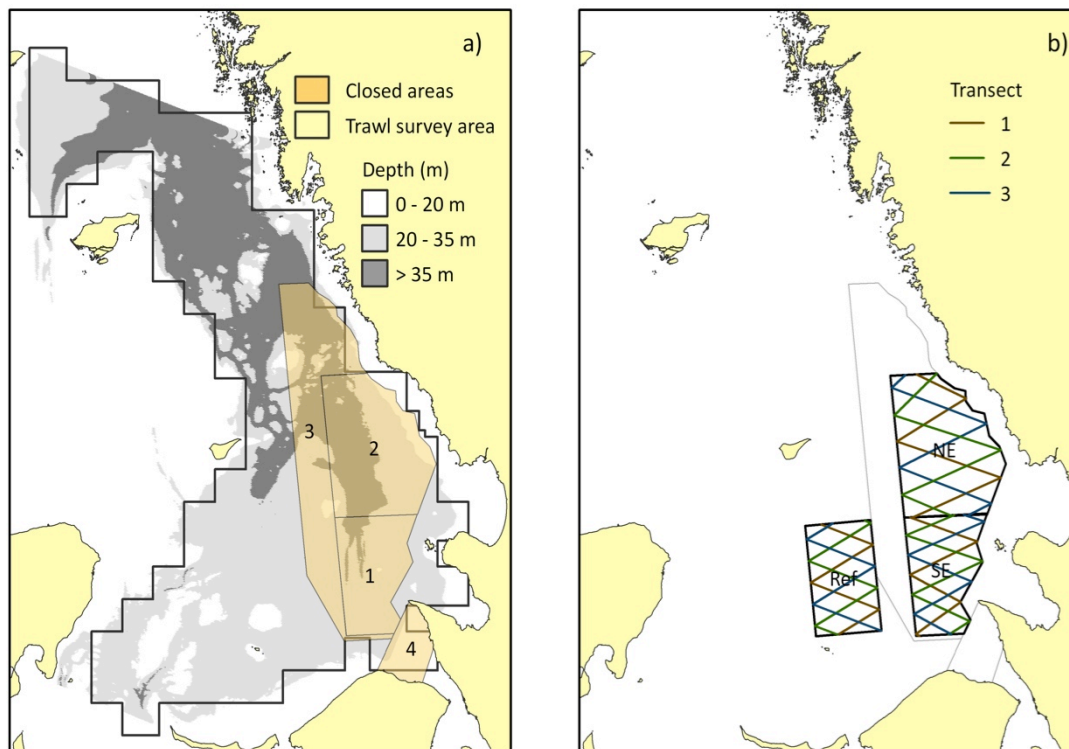 a)
Closed areas
Trawl survey area
Depth (m)
0 - 20 m
20 - 35 m
> 35 m
3
2
1
4
b)
Transect
1
2
3
NE
Ref
SE